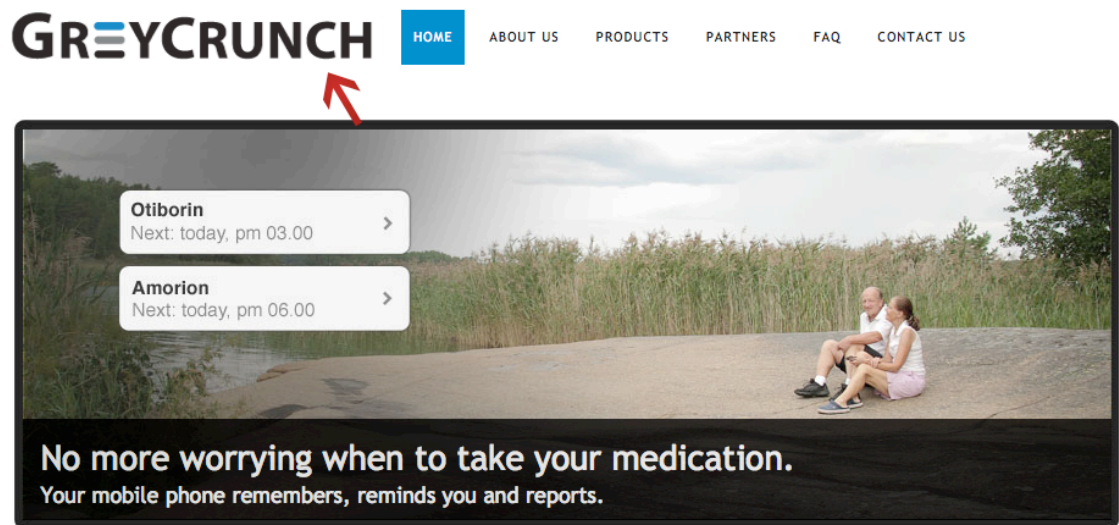 GREYCRUNCH
HOME ABOUT US PRODUCTS PARTNERS FAQ CONTACT US
Otiborin
Next: today, pm 03.00
Amorion
Next: today, pm 06.00
No more worrying when to take your medication.
Your mobile phone remembers, reminds you and reports.